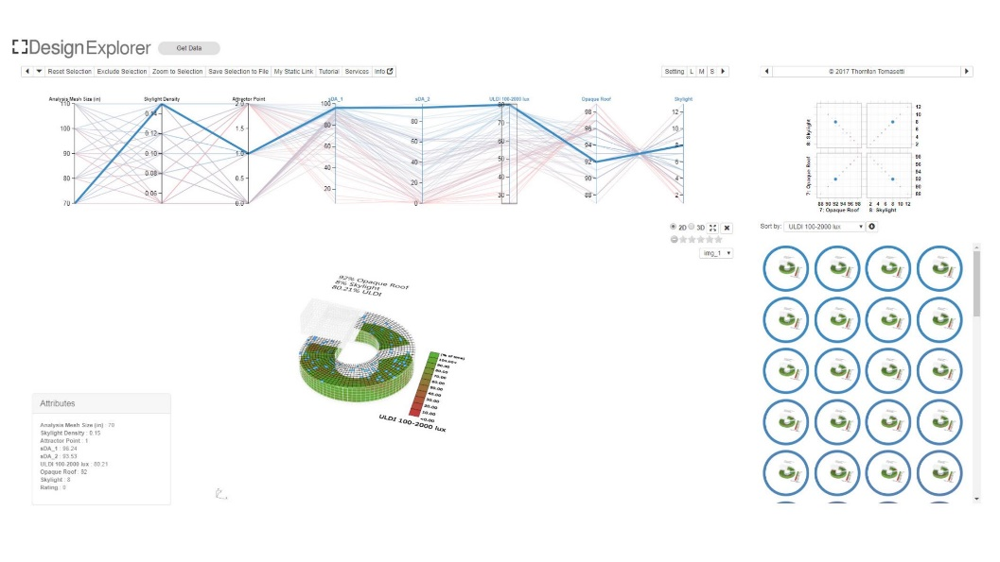 DesignExplorer
Get Data
Reset Selection Exclude Selection Zoom to Selection Save Selection to File My Static Link Tutorial Services Info
Setting L M S
© 2017 Thornton Tomasetti
Analysis Mesh Size (in) Skylight Density Attractor Point sDA_1 sDA_2 ULDI 100-2000 lux Opaque Roof Skylight
110 100 90 80 70
0.14 0.12 0.10 0.08 0.06
2.0 1.5 1.0 0.5 0.0
100 80 60 40 20
80 60 40 20 0
80 70 60 50 40 30
98 96 94 92 90 88
12 10 8 6 4 2
8: Skylight
12 10 8 6 4 2
7: Opaque Roof
98 96 94 92 90 88
88 90 92 94 96 98 2 4 6 8 10 12
7: Opaque Roof 8: Skylight
2D 3D
img_1
Sort by: ULDI 100-2000 lux
92% Opaque Roof
8% Skylight
80.21% ULDI
(% of area)
100.00<
90.00
80.00
70.00
60.00
50.00
40.00
30.00
20.00
10.00
<0.00
ULDI 100-2000 lux
Attributes
Analysis Mesh Size (in) : 70
Skylight Density : 0.15
Attractor Point : 1
sDA_1 : 96.24
sDA_2 : 93.53
ULDI 100-2000 lux : 80.21
Opaque Roof : 92
Skylight : 8
Rating : 0